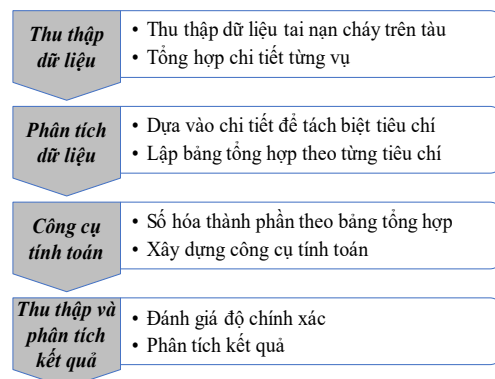 Thu thập
dữ liệu
• Thu thập dữ liệu tai nạn cháy trên tàu
• Tổng hợp chi tiết từng vụ
Phân tích
dữ liệu
• Dựa vào chi tiết để tách biệt tiêu chí
• Lập bảng tổng hợp theo từng tiêu chí
Công cụ
tính toán
• Số hóa thành phần theo bảng tổng hợp
• Xây dựng công cụ tính toán
Thu thập và
phân tích
kết quả
• Đánh giá độ chính xác
• Phân tích kết quả